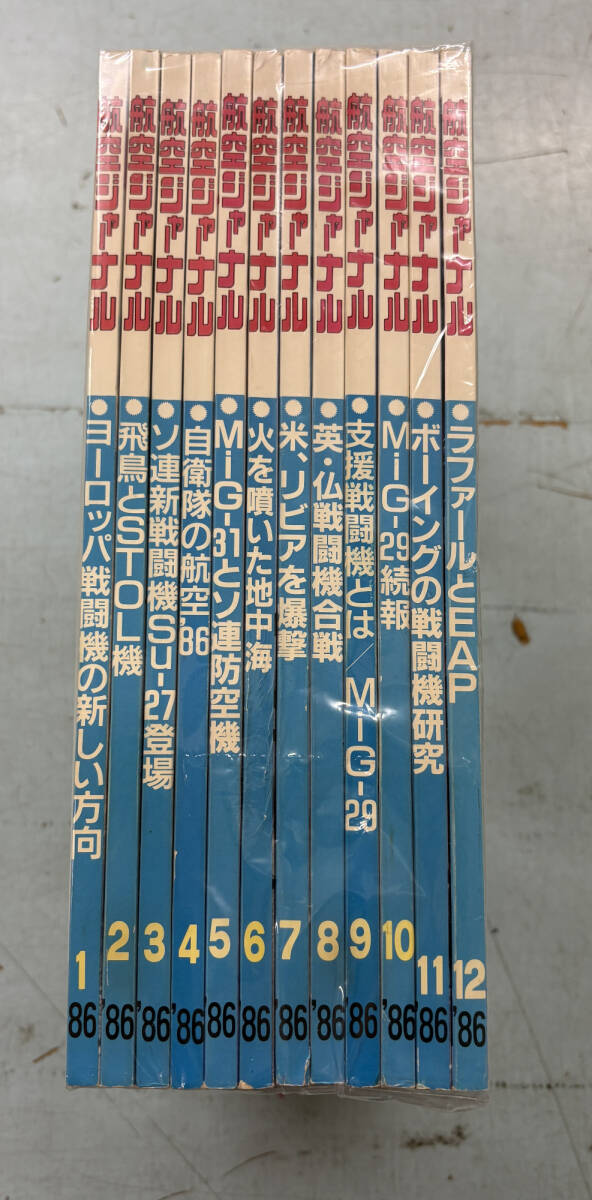 航空ジャーナル
ヨーロッパ戦闘機の新しい方向
1
'86
航空ジャーナル
飛鳥とSTOL機
2
'86
航空ジャーナル
ソ連新戦闘機Su-27登場
3
'86
航空ジャーナル
自衛隊の航空'86
4
'86
航空ジャーナル
MiG-31とソ連防空機
5
'86
航空ジャーナル
火を噴いた地中海
6
'86
航空ジャーナル
米、リビアを爆撃
7
'86
航空ジャーナル
英・仏戦闘機合戦
8
'86
航空ジャーナル
支援戦闘機とは MiG-29
9
'86
航空ジャーナル
MiG-29続報
10
'86
航空ジャーナル
ボーイングの戦闘機研究
11
'86
航空ジャーナル
ラファールとEAP
12
'86